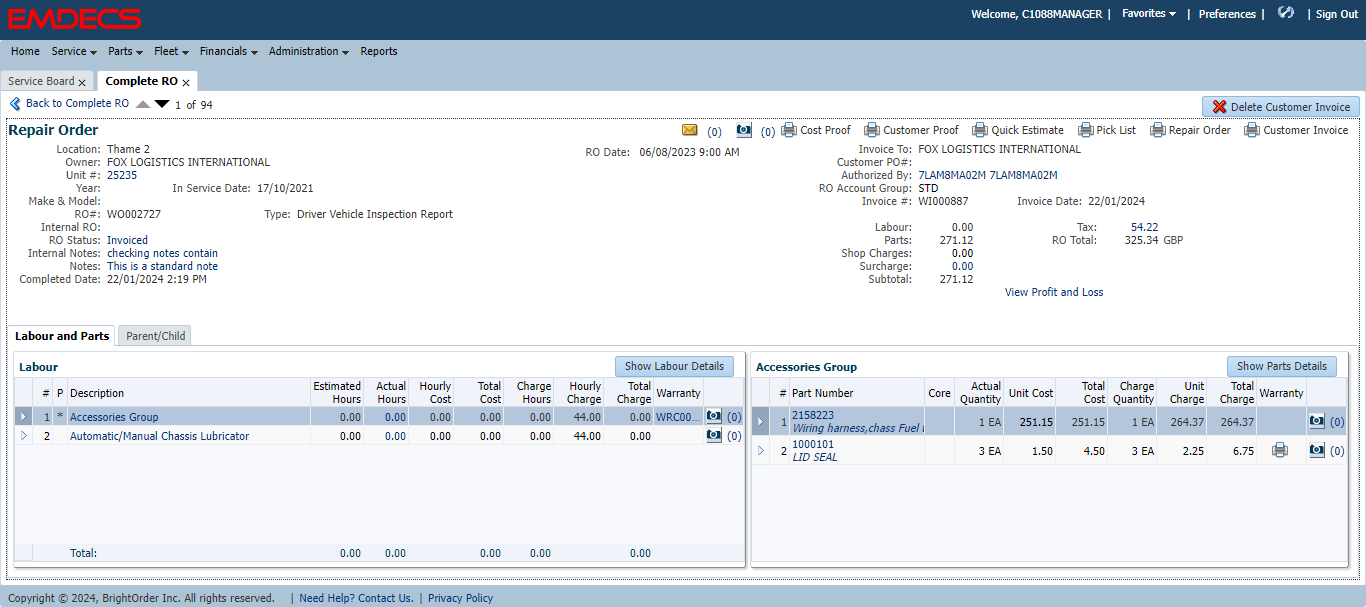 EMDECS
Welcome, C1088MANAGER | Favorites | Preferences | | Sign Out
Home Service Parts Fleet Financials Administration Reports
Service Board x Complete RO x
Back to Complete RO 1 of 94
Delete Customer Invoice
Repair Order
(0) (0) Cost Proof Customer Proof Quick Estimate Pick List Repair Order Customer Invoice
Location: Thame 2
Owner: FOX LOGISTICS INTERNATIONAL
Unit #: 25235
Year: In Service Date: 17/10/2021
Make & Model:
RO#: WO002727 Type: Driver Vehicle Inspection Report
Internal RO:
RO Status: Invoiced
Internal Notes: checking notes contain
Notes: This is a standard note
Completed Date: 22/01/2024 2:19 PM
RO Date: 06/08/2023 9:00 AM
Invoice To: FOX LOGISTICS INTERNATIONAL
Customer PO#:
Authorized By: 7LAM8MA02M 7LAM8MA02M
RO Account Group: STD
Invoice #: WI000887 Invoice Date: 22/01/2024
Labour: 0.00 Tax: 54.22
Parts: 271.12 RO Total: 325.34 GBP
Shop Charges: 0.00
Surcharge: 0.00
Subtotal: 271.12
View Profit and Loss
Labour and Parts Parent/Child
Labour Show Labour Details
# P Description Estimated Hours Actual Hours Hourly Cost Total Cost Charge Hours Hourly Charge Total Charge Warranty
1 * Accessories Group 0.00 0.00 0.00 0.00 0.00 44.00 0.00 WRC00... (0)
2 Automatic/Manual Chassis Lubricator 0.00 0.00 0.00 0.00 0.00 44.00 0.00 (0)
Total: 0.00 0.00 0.00 0.00 0.00
Accessories Group Show Parts Details
# Part Number Core Actual Quantity Unit Cost Total Cost Charge Quantity Unit Charge Total Charge Warranty
1 2158223 1 EA 251.15 251.15 1 EA 264.37 264.37 (0)
Wiring harness,chass Fuel
2 1000101 3 EA 1.50 4.50 3 EA 2.25 6.75 (0)
LID SEAL
Copyright © 2024, BrightOrder Inc. All rights reserved. | Need Help? Contact Us. | Privacy Policy